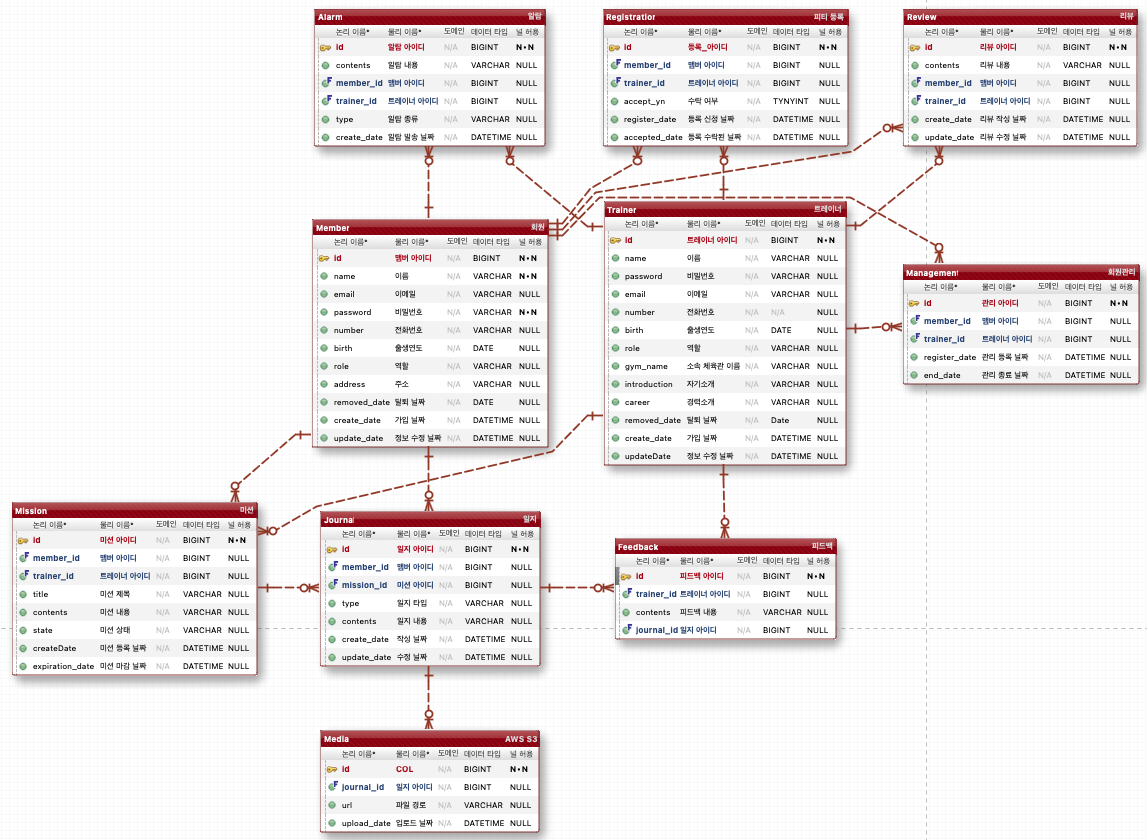 Alarm 알람
논리 이름* 물리 이름* 도메인 데이터 타입 널 허용
id 알람 아이디 N/A BIGINT N•N
contents 알람 내용 N/A VARCHAR NULL
member_id 맴버 아이디 N/A BIGINT NULL
trainer_id 트레이너 아이디 N/A BIGINT NULL
type 알람 종류 N/A VARCHAR NULL
create_date 알람 발송 날짜 N/A DATETIME NULL
Registration 피티 등록
논리 이름* 물리 이름* 도메인 데이터 타입 널 허용
id 등록_아이디 N/A BIGINT N•N
member_id 맴버 아이디 N/A BIGINT NULL
trainer_id 트레이너 아이디 N/A BIGINT NULL
accept_yn 수락 여부 N/A TYNYINT NULL
register_date 등록 신정 날짜 N/A DATETIME NULL
accepted_date 등록 수락된 날짜 N/A DATETIME NULL
Review 리뷰
논리 이름* 물리 이름* 도메인 데이터 타입 널 허용
id 리뷰 아이디 N/A BIGINT N•N
contents 리뷰 내용 N/A VARCHAR NULL
member_id 맴버 아이디 N/A BIGINT NULL
trainer_id 트레이너 아이디 N/A BIGINT NULL
create_date 리뷰 작성 날짜 N/A DATETIME NULL
update_date 리뷰 수정 날짜 N/A DATETIME NULL
Member 회원
논리 이름* 물리 이름* 도메인 데이터 타입 널 허용
id 맴버 아이디 N/A BIGINT N•N
name 이름 N/A VARCHAR N•N
email 이메일 N/A VARCHAR NULL
password 비밀번호 N/A VARCHAR N•N
number 전화번호 N/A VARCHAR NULL
birth 출생연도 N/A DATE NULL
role 역할 N/A VARCHAR NULL
address 주소 N/A VARCHAR NULL
removed_date 탈퇴 날짜 N/A DATE NULL
create_date 가입 날짜 N/A DATETIME NULL
update_date 정보 수정 날짜 N/A DATETIME NULL
Trainer 트레이너
논리 이름* 물리 이름* 도메인 데이터 타입 널 허용
id 트레이너 아이디 N/A BIGINT N•N
name 이름 N/A VARCHAR NULL
password 비밀번호 N/A VARCHAR NULL
email 이메일 N/A VARCHAR NULL
number 전화번호 N/A N/A NULL
birth 출생연도 N/A DATE NULL
role 역할 N/A VARCHAR NULL
gym_name 소속 체육관 이름 N/A VARCHAR NULL
introduction 자기소개 N/A VARCHAR NULL
career 경력소개 N/A VARCHAR NULL
removed_date 탈퇴 날짜 N/A Date NULL
create_date 가입 날짜 N/A DATETIME NULL
updateDate 정보 수정 날짜 N/A DATETIME NULL
Management 회원관리
논리 이름* 물리 이름* 도메인 데이터 타입 널 허용
id 관리 아이디 N/A BIGINT N•N
member_id 맴버 아이디 N/A BIGINT NULL
trainer_id 트레이너 아이디 N/A BIGINT NULL
register_date 관리 등록 날짜 N/A DATETIME NULL
end_date 관리 종료 날짜 N/A DATETIME NULL
Mission 미션
논리 이름* 물리 이름* 도메인 데이터 타입 널 허용
id 미션 아이디 N/A BIGINT N•N
member_id 맴버 아이디 N/A BIGINT NULL
trainer_id 트레이너 아이디 N/A BIGINT NULL
title 미션 제목 N/A VARCHAR NULL
contents 미션 내용 N/A VARCHAR NULL
state 미션 상태 N/A VARCHAR NULL
createDate 미션 등록 날짜 N/A DATETIME NULL
expiration_date 미션 마감 날짜 N/A DATETIME NULL
Journal 일지
논리 이름* 물리 이름* 도메인 데이터 타입 널 허용
id 일지 아이디 N/A BIGINT N•N
member_id 맴버 아이디 N/A BIGINT NULL
mission_id 미션 아이디 N/A BIGINT NULL
type 일지 타입 N/A VARCHAR NULL
contents 일지 내용 N/A VARCHAR NULL
create_date 작성 날짜 N/A DATETIME NULL
update_date 수정 날짜 N/A DATETIME NULL
Feedback 피드백
논리 이름* 물리 이름* 도메인 데이터 타입 널 허용
id 피드백 아이디 N/A BIGINT N•N
trainer_id 트레이너 아이디 N/A BIGINT NULL
contents 피드백 내용 N/A VARCHAR NULL
journal_id 일지 아이디 N/A BIGINT NULL
Media AWS S3
논리 이름* 물리 이름* 도메인 데이터 타입 널 허용
id COL N/A BIGINT N•N
journal_id 일지 아이디 N/A BIGINT NULL
url 파일 경로 N/A VARCHAR NULL
upload_date 업로드 날짜 N/A DATETIME NULL